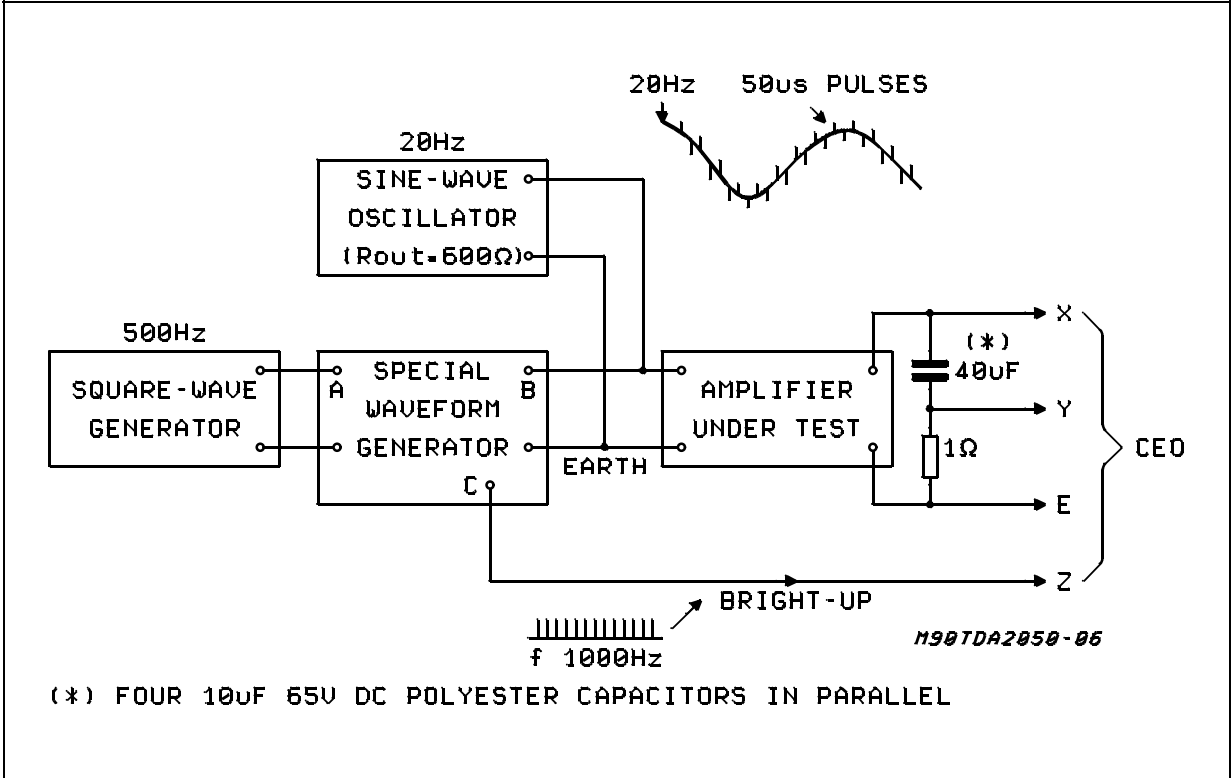 20Hz 50us PULSES
20Hz
SINE-WAVE
OSCILLATOR
(Rout=600Ω)
500Hz
SQUARE-WAVE
GENERATOR
A
SPECIAL
WAVEFORM
GENERATOR
B
C
EARTH
AMPLIFIER
UNDER TEST
X
(*)
40uF
Y
1Ω
CEO
E
Z
BRIGHT-UP
f 1000Hz
M90TDA2050-06
(*) FOUR 10uF 65V DC POLYESTER CAPACITORS IN PARALLEL